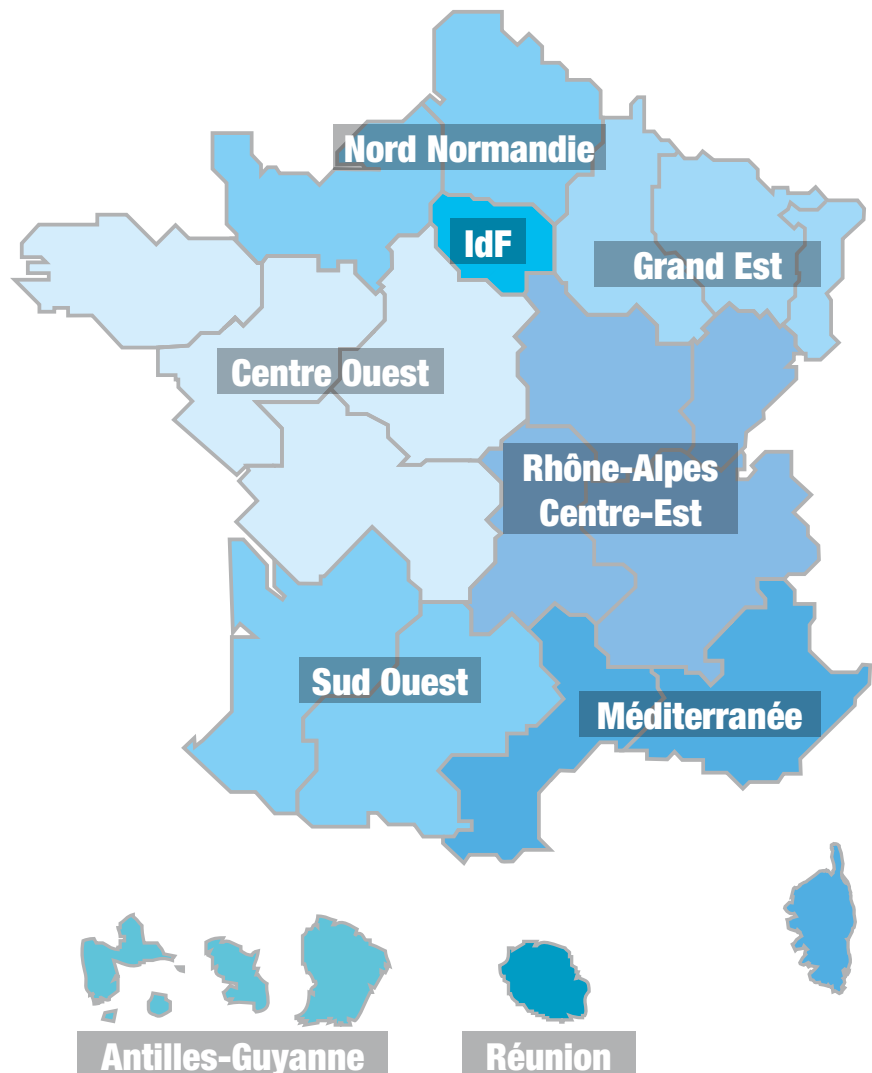 Nord Normandie
IdF
Grand Est
Centre Ouest
Rhône-Alpes
Centre-Est
Sud Ouest
Méditerranée
Antilles-Guyanne
Réunion